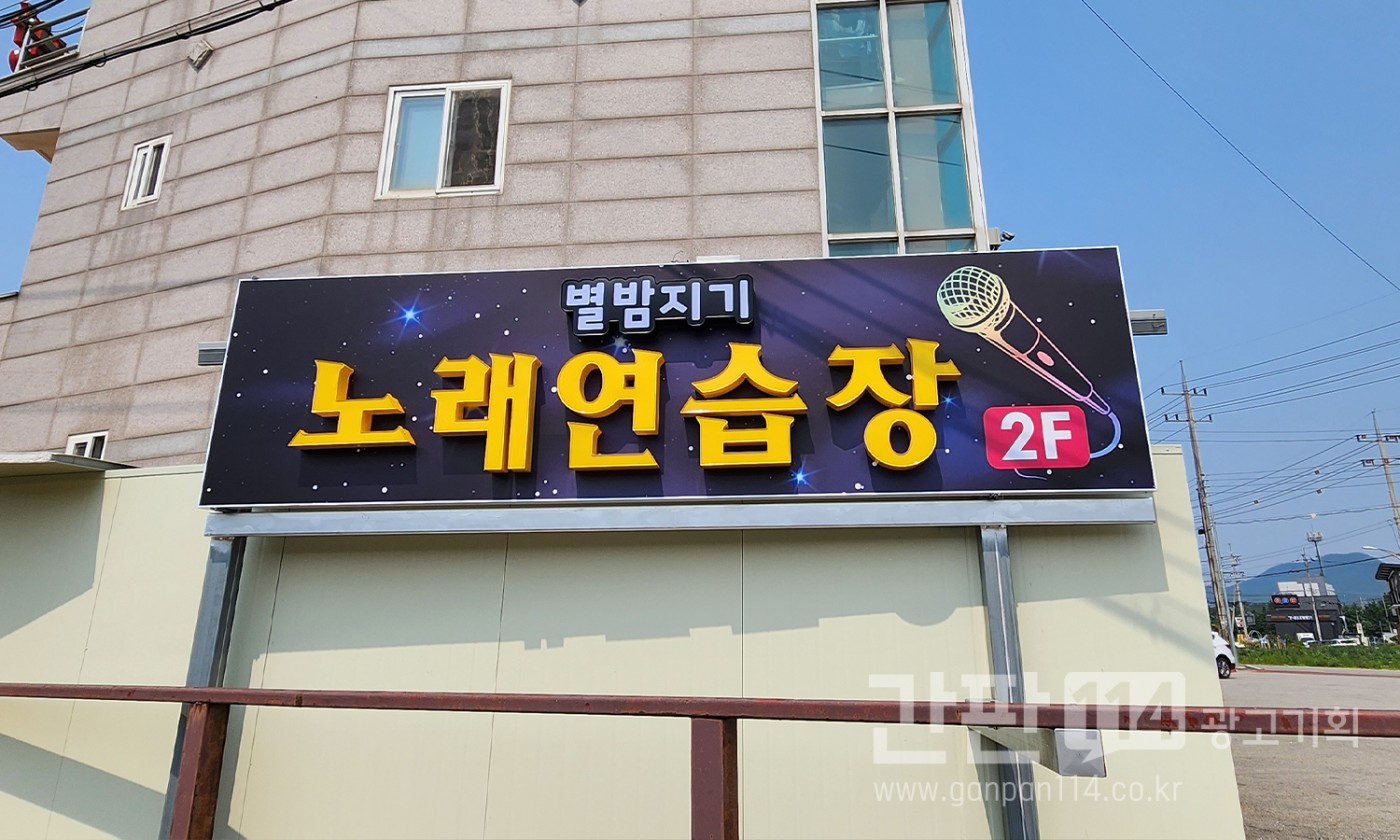 별밤지기
노래연습장
2F
간판114 광고기획
www.ganpan114.co.kr